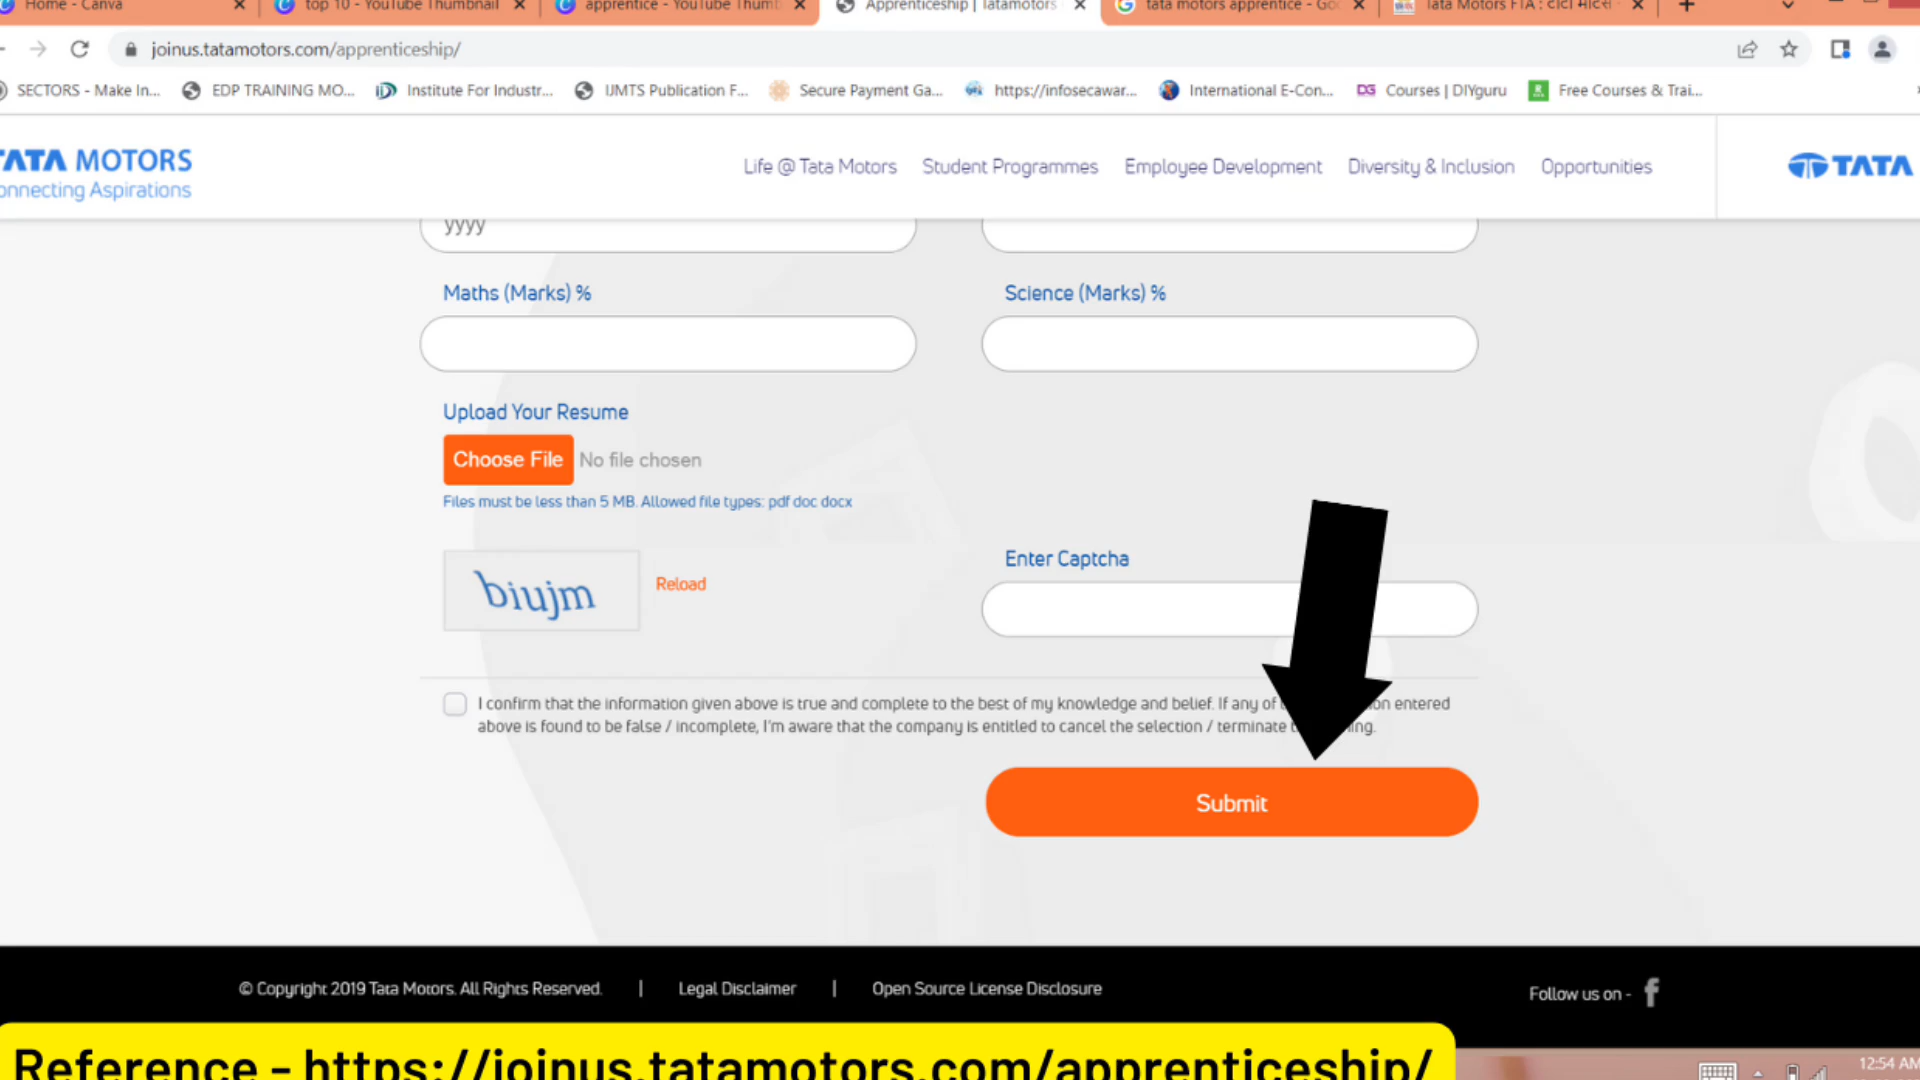 Home - Canva
top 10 - YouTube Thumbnail
apprentice - YouTube Thumb
Apprenticeship | Tatamotors
tata motors apprentice - Goo
Tata Motors FTA : टाटा मोटर्स
joinus.tatamotors.com/apprenticeship/
SECTORS - Make In...
EDP TRAINING MO...
Institute For Industr...
IJMTS Publication F...
Secure Payment Ga...
https://infosecawar...
International E-Con...
DG Courses | DIYguru
Free Courses & Trai...
TATA MOTORS
onnecting Aspirations
Life @ Tata Motors
Student Programmes
Employee Development
Diversity & Inclusion
Opportunities
TATA
yyyy
Maths (Marks) %
Science (Marks) %
Upload Your Resume
Choose File No file chosen
Files must be less than 5 MB. Allowed file types: pdf doc docx
biujm
Reload
Enter Captcha
I confirm that the information given above is true and complete to the best of my knowledge and belief. If any of on entered
above is found to be false / incomplete, I'm aware that the company is entitled to cancel the selection / terminate ing.
Submit
© Copyright 2019 Tata Motors. All Rights Reserved. | Legal Disclaimer | Open Source License Disclosure
Follow us on -
Reference - https://joinus.tatamotors.com/apprenticeship/
12:54 AM